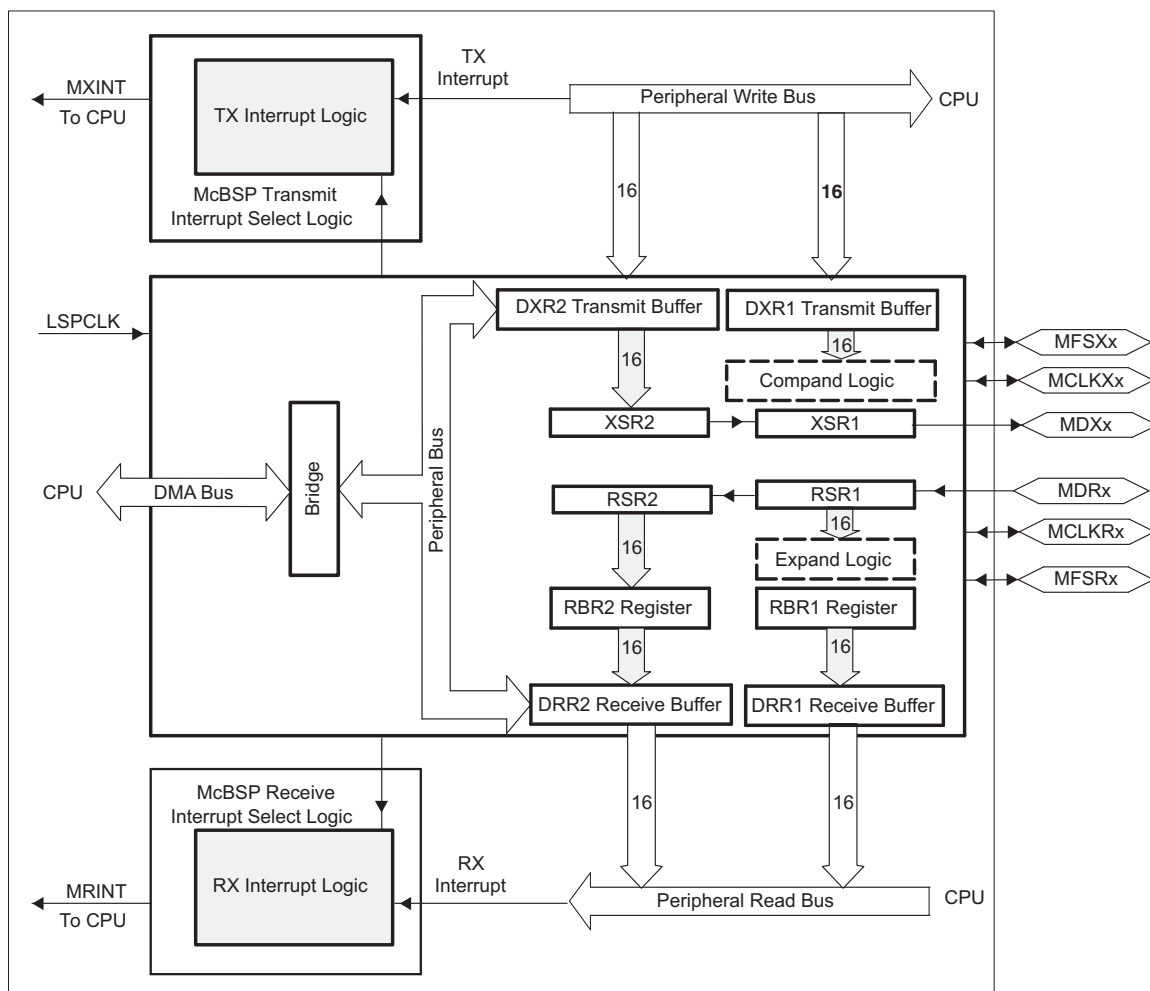 MXINT
To CPU
TX Interrupt Logic
McBSP Transmit
Interrupt Select Logic
TX
Interrupt
Peripheral Write Bus
CPU
16
16
LSPCLK
DXR2 Transmit Buffer
DXR1 Transmit Buffer
16
16
Compand Logic
XSR2
XSR1
MFSXx
MCLKXx
MDXx
CPU
DMA Bus
Bridge
Peripheral Bus
RSR2
RSR1
16
16
Expand Logic
RBR2 Register
RBR1 Register
16
16
DRR2 Receive Buffer
DRR1 Receive Buffer
MDRx
MCLKRx
MFSRx
McBSP Receive
Interrupt Select Logic
RX Interrupt Logic
MRINT
To CPU
RX
Interrupt
16
16
Peripheral Read Bus
CPU